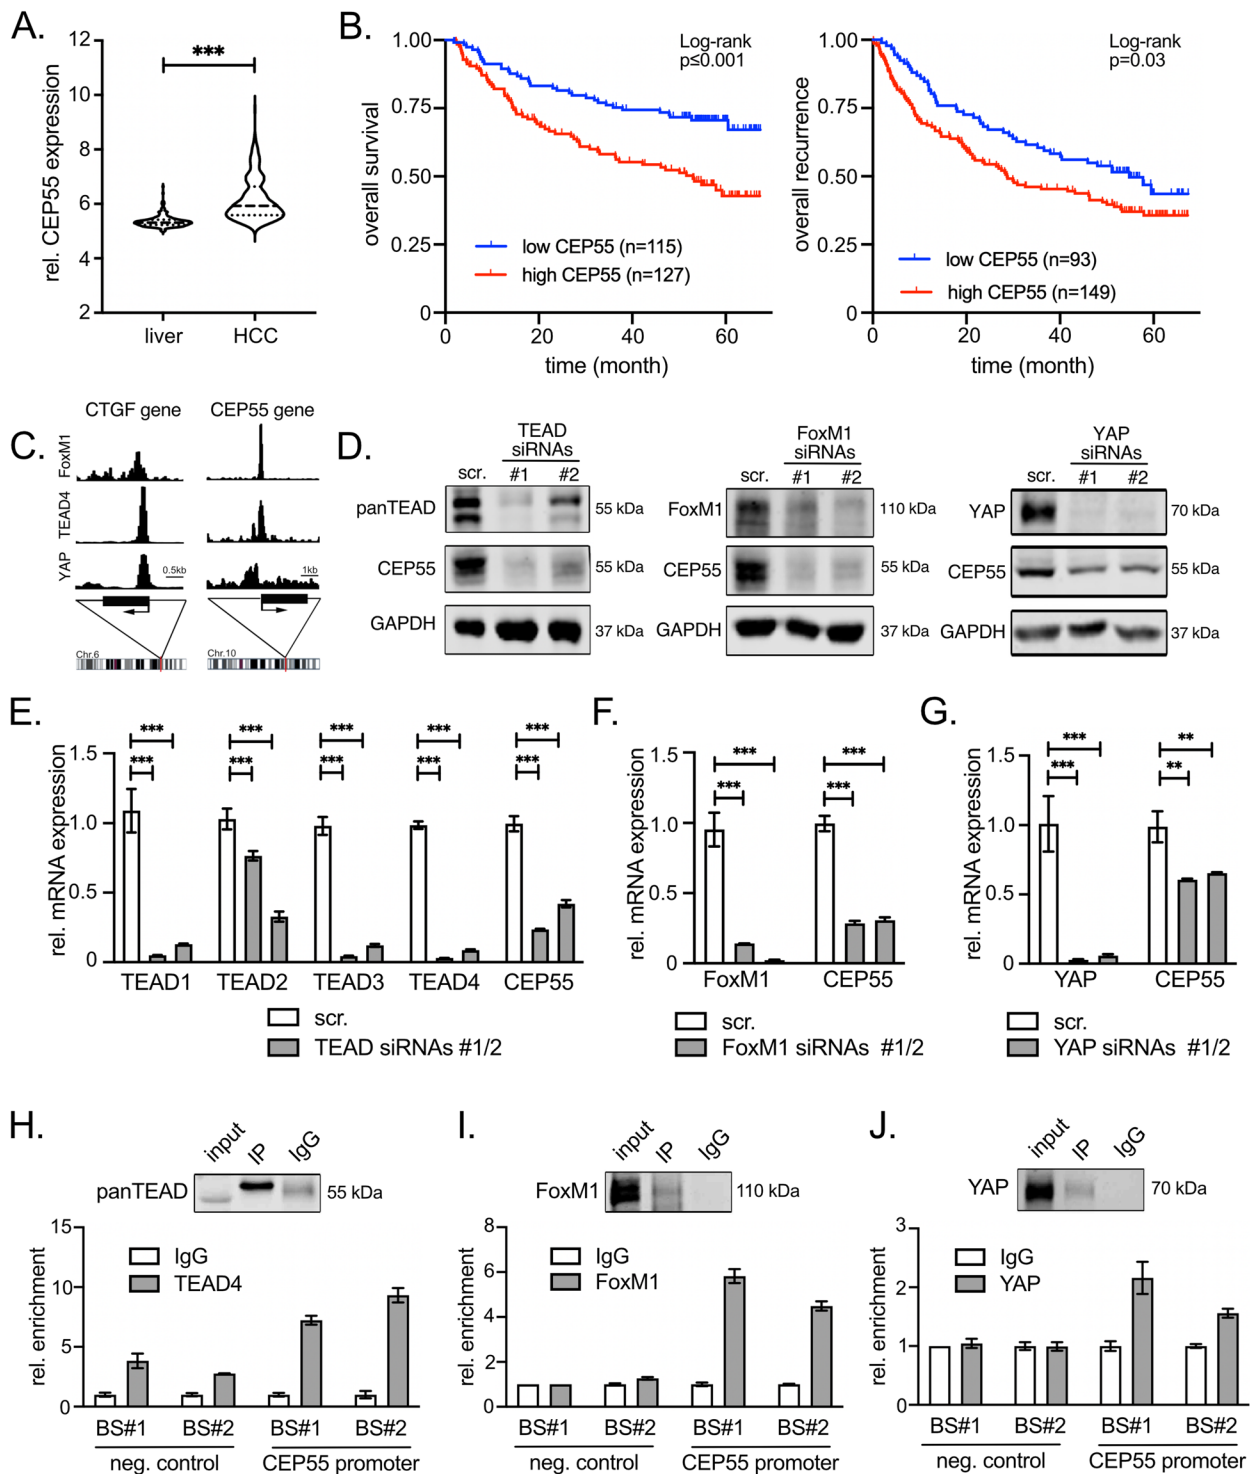 A.
12
10
8
6
4
2
rel. CEP55 expression
***
liver
HCC
B.
1.00
0.75
0.50
0.25
0
overall survival
Log-rank
p≤0.001
low CEP55 (n=115)
high CEP55 (n=127)
0
20
40
60
time (month)
1.00
0.75
0.50
0.25
0
overall recurrence
Log-rank
p=0.03
low CEP55 (n=93)
high CEP55 (n=149)
0
20
40
60
time (month)
C.
CTGF gene
CEP55 gene
FoxM1
TEAD4
YAP
0.5kb
1kb
Chr.6
Chr.10
D.
TEAD
siRNAs
scr.
#1
#2
panTEAD
55 kDa
CEP55
55 kDa
GAPDH
37 kDa
FoxM1
siRNAs
scr.
#1
#2
FoxM1
110 kDa
CEP55
55 kDa
GAPDH
37 kDa
YAP
siRNAs
scr.
#1
#2
YAP
70 kDa
CEP55
55 kDa
GAPDH
37 kDa
E.
rel. mRNA expression
1.5
1.0
0.5
0
*** *** *** *** ***
*** *** *** *** ***
TEAD1 TEAD2 TEAD3 TEAD4 CEP55
scr.
TEAD siRNAs #1/2
F.
rel. mRNA expression
1.5
1.0
0.5
0
*** ***
*** ***
FoxM1 CEP55
scr.
FoxM1 siRNAs #1/2
G.
rel. mRNA expression
1.5
1.0
0.5
0
*** **
*** **
YAP CEP55
scr.
YAP siRNAs #1/2
H.
input IP IgG
panTEAD
55 kDa
15
10
5
0
rel. enrichment
IgG
TEAD4
BS#1 BS#2 BS#1 BS#2
neg. control CEP55 promoter
I.
input IP IgG
FoxM1
110 kDa
8
6
4
2
0
rel. enrichment
IgG
FoxM1
BS#1 BS#2 BS#1 BS#2
neg. control CEP55 promoter
J.
input IP IgG
YAP
70 kDa
3
2
1
0
rel. enrichment
IgG
YAP
BS#1 BS#2 BS#1 BS#2
neg. control CEP55 promoter